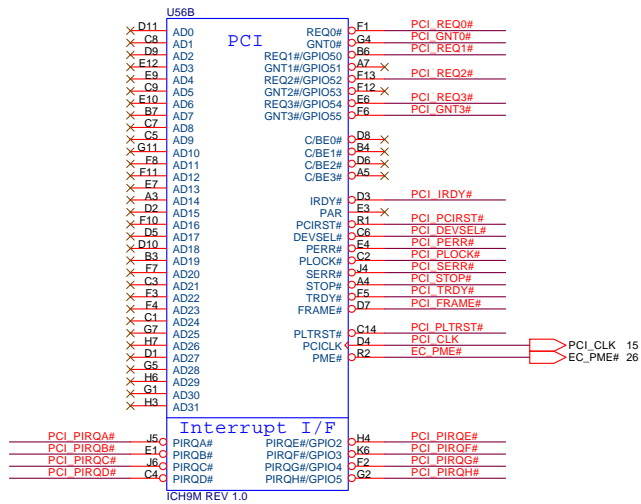 U56B
PCI
D11 AD0 REQ0# F1 PCI_REQ0#
C8 AD1 GNT0# G4 PCI_GNT0#
D9 AD2 REQ1#/GPIO50 B6 PCI_REQ1#
E12 AD3 GNT1#/GPIO51 A7
E9 AD4 REQ2#/GPIO52 F13 PCI_REQ2#
C9 AD5 GNT2#/GPIO53 F12
E10 AD6 REQ3#/GPIO54 E6 PCI_REQ3#
B7 AD7 GNT3#/GPIO55 F6 PCI_GNT3#
C7 AD8
C5 AD9 C/BE0# D8
G11 AD10 C/BE1# B4
F8 AD11 C/BE2# D6
F11 AD12 C/BE3# A5
E7 AD13
A3 AD14 IRDY# D3 PCI_IRDY#
D2 AD15 PAR E3
F10 AD16 PCIRST# R1 PCI_PCIRST#
D5 AD17 DEVSEL# C6 PCI_DEVSEL#
D10 AD18 PERR# E4 PCI_PERR#
B3 AD19 PLOCK# C2 PCI_PLOCK#
F7 AD20 SERR# J4 PCI_SERR#
C3 AD21 STOP# A4 PCI_STOP#
F3 AD22 TRDY# F5 PCI_TRDY#
F4 AD23 FRAME# D7 PCI_FRAME#
C1 AD24
G7 AD25 PLTRST# C14 PCI_PLTRST#
H7 AD26 PCICLK D4 PCI_CLK PCI_CLK 15
D1 AD27 PME# R2 EC_PME# EC_PME# 26
G5 AD28
H6 AD29
G1 AD30
H3 AD31
Interrupt I/F
PCI_PIRQA# J5 PIRQA# PIRQE#/GPIO2 H4 PCI_PIRQE#
PCI_PIRQB# E1 PIRQB# PIRQF#/GPIO3 K6 PCI_PIRQF#
PCI_PIRQC# J6 PIRQC# PIRQG#/GPIO4 F2 PCI_PIRQG#
PCI_PIRQD# C4 PIRQD# PIRQH#/GPIO5 G2 PCI_PIRQH#
ICH9M REV 1.0